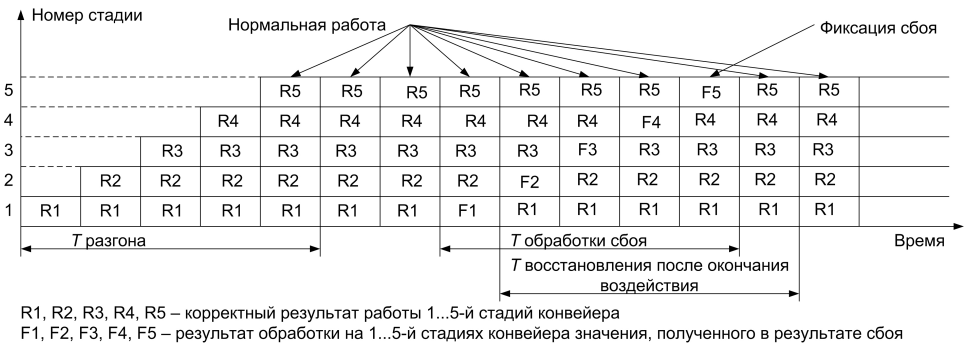 Номер стадии
Нормальная работа
Фиксация сбоя
5 R5 R5 R5 R5 R5 R5 R5 F5 R5 R5
4 R4 R4 R4 R4 R4 R4 R4 F4 R4 R4 R4
3 R3 R3 R3 R3 R3 R3 R3 F3 R3 R3 R3 R3
2 R2 R2 R2 R2 R2 R2 R2 F2 R2 R2 R2 R2 R2
1 R1 R1 R1 R1 R1 R1 R1 F1 R1 R1 R1 R1 R1 R1
T разгона
T обработки сбоя
Время
T восстановления после окончания
воздействия
R1, R2, R3, R4, R5 – корректный результат работы 1...5-й стадий конвейера
F1, F2, F3, F4, F5 – результат обработки на 1...5-й стадиях конвейера значения, полученного в результате сбоя